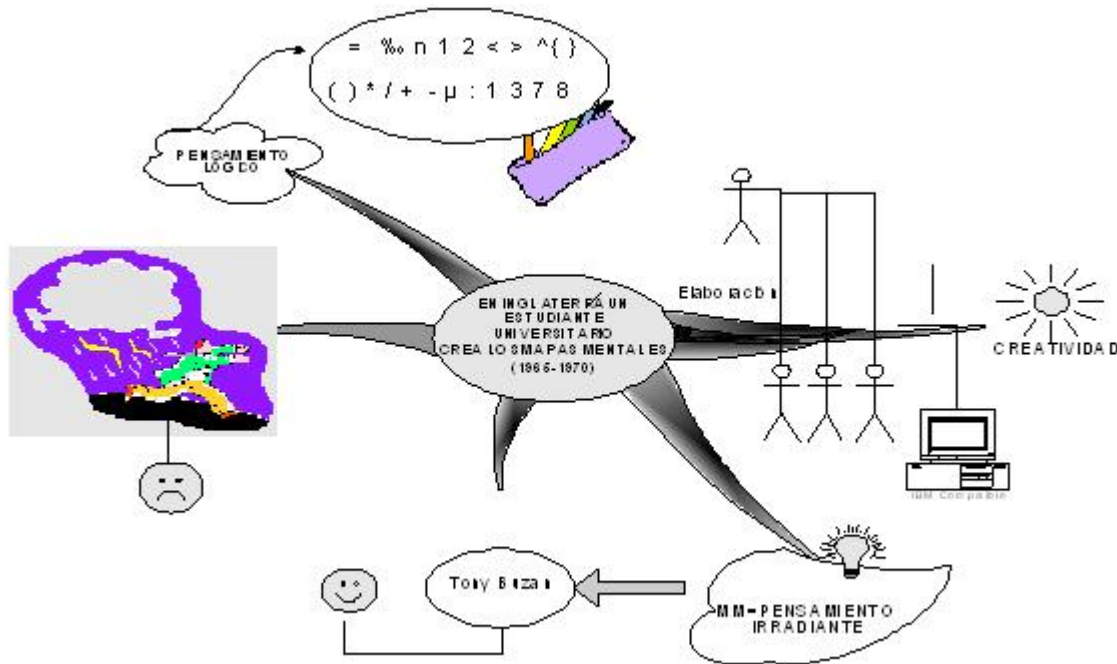 = ‰ n 1 2 < > ^{ }
( ) * / + - µ : 1 3 7 8
PENSAMIENTO
LOGICO
EN INGLATERRA UN
ESTUDIANTE
UNIVERSITARIO
CREA LOS MAPAS MENTALES
(1965-1970)
Elaboración
CREATIVIDAD
IBM Compatible
Tony Buzan
MM=PENSAMIENTO
IRRADIANTE